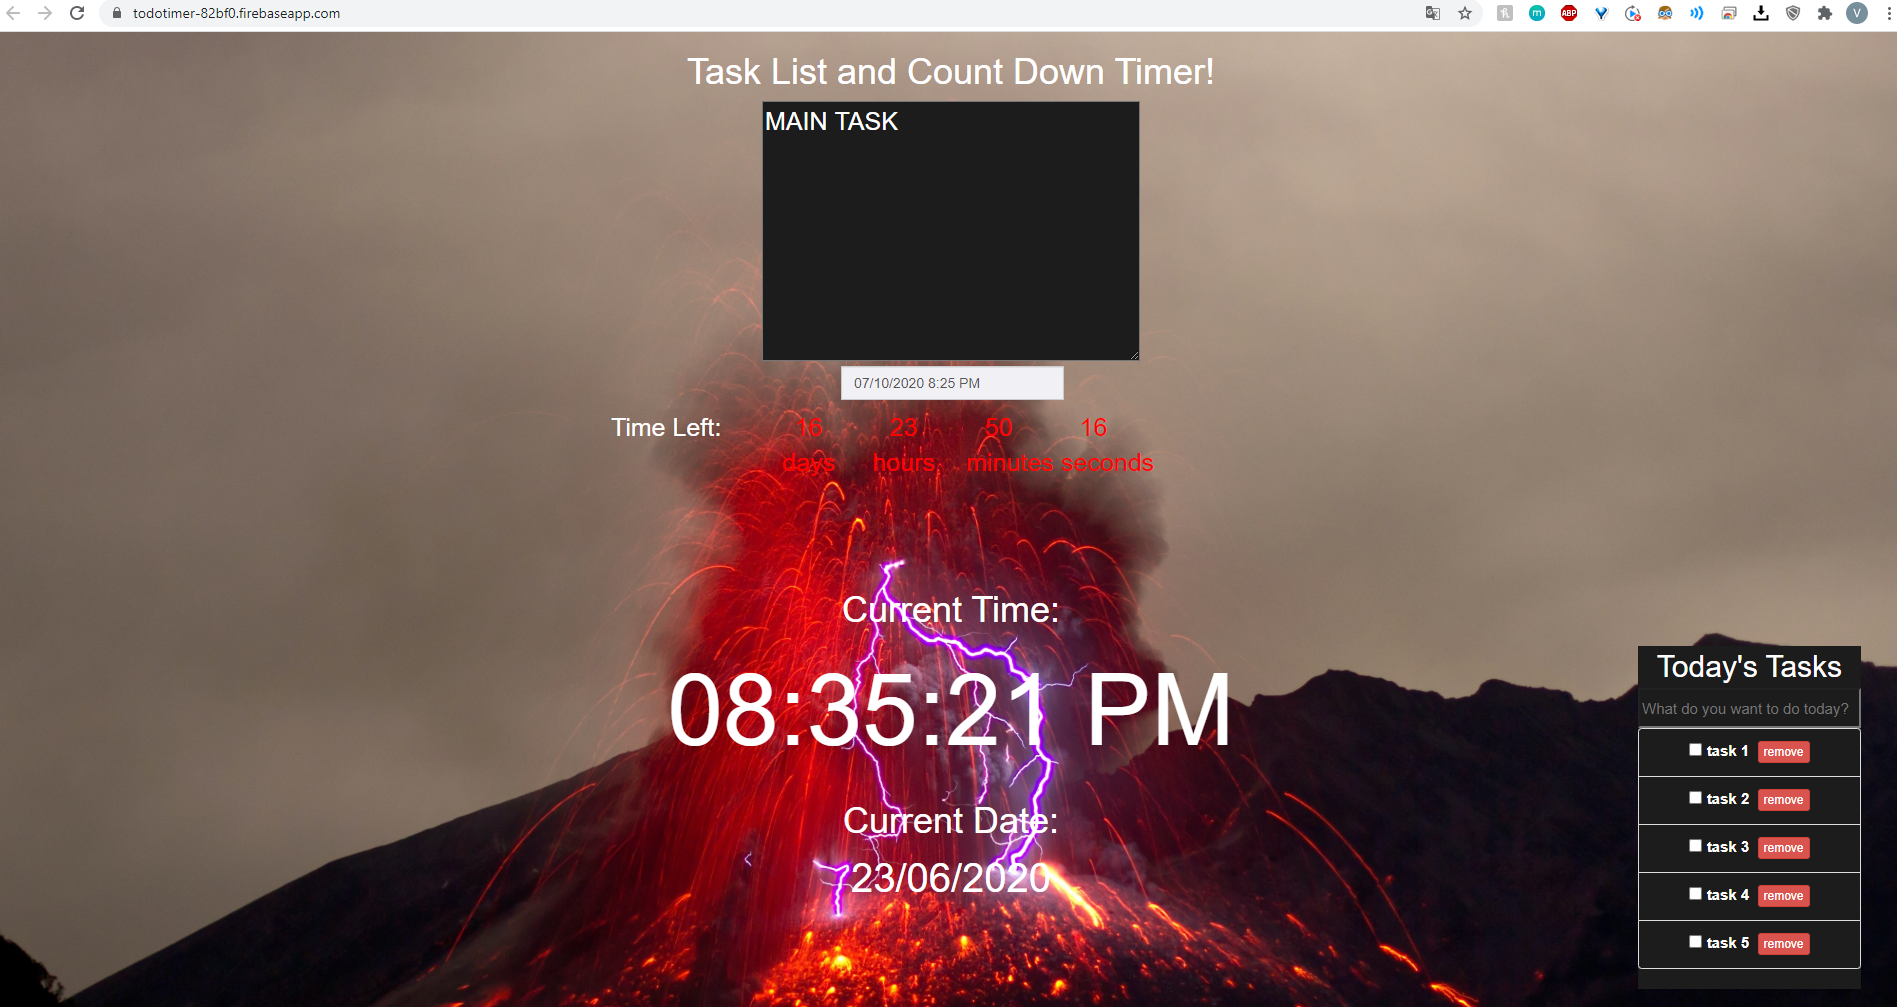 todotimer-82bf0.firebaseapp.com
m
ABP
V
Task List and Count Down Timer!
MAIN TASK
07/10/2020 8:25 PM
Time Left: 16 23 50 16
days hours minutes seconds
Current Time:
08:35:21 PM
Current Date:
23/06/2020
Today's Tasks
What do you want to do today?
task 1 remove
task 2 remove
task 3 remove
task 4 remove
task 5 remove